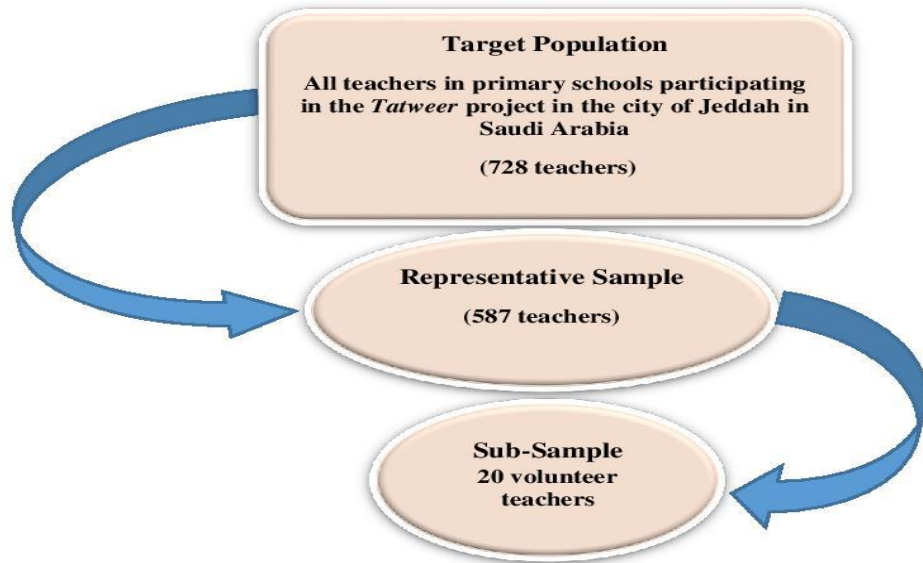 Target Population
All teachers in primary schools participating
in the Tatweer project in the city of Jeddah in
Saudi Arabia
(728 teachers)
Representative Sample
(587 teachers)
Sub-Sample
20 volunteer
teachers